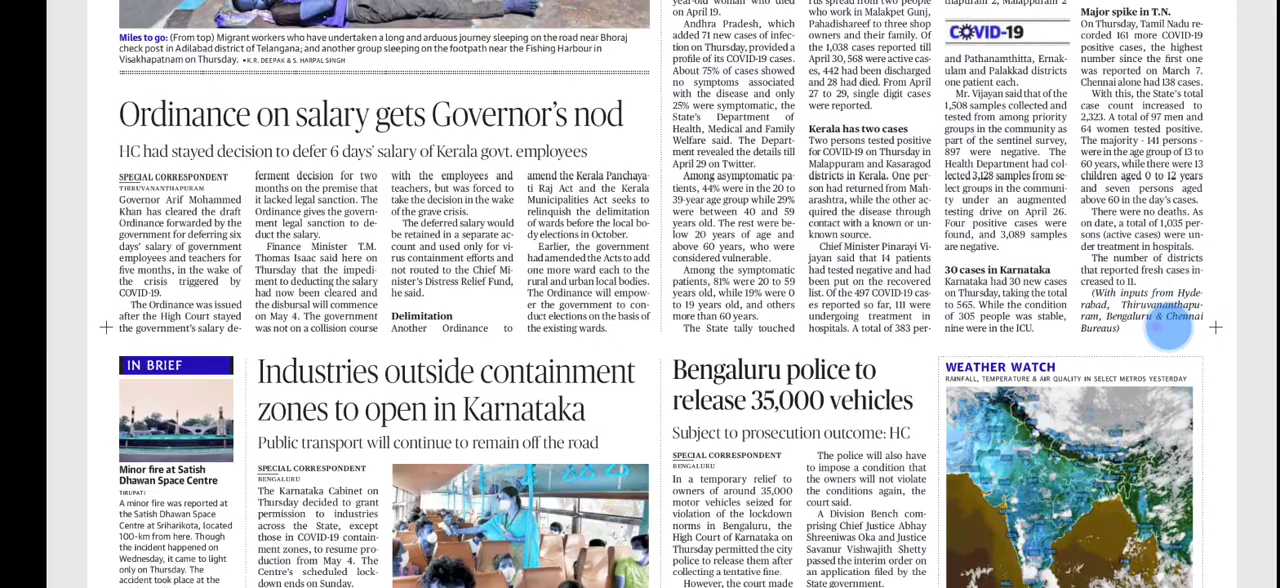 Miles to go: (From top) Migrant workers who have undertaken a long and arduous journey sleeping on the road near Bhoraj
check post in Adilabad district of Telangana; and another group sleeping on the footpath near the Fishing Harbour in
Visakhapatnam on Thursday. •K.R. DEEPAK & S. HARPAL SINGH
Ordinance on salary gets Governor's nod
HC had stayed decision to defer 6 days' salary of Kerala govt. employees
SPECIAL CORRESPONDENT
THIRUVANANTHAPURAM
Governor Arif Mohammed
Khan has cleared the draft
Ordinance forwarded by the
government for deferring six
days' salary of government
employees and teachers for
five months, in the wake of
the crisis triggered by
COVID-19.
The Ordinance was issued
after the High Court stayed
the government's salary de-
ferment decision for two
months on the premise that
it lacked legal sanction. The
Ordinance gives the govern-
ment legal sanction to de-
duct the salary.
Finance Minister T.M.
Thomas Isaac said here on
Thursday that the impedi-
ment to deducting the salary
had now been cleared and
the disbursal will commence
on May 4. The government
was not on a collision course
with the employees and
teachers, but was forced to
take the decision in the wake
of the grave crisis.
The deferred salary would
be retained in a separate ac-
count and used only for vi-
rus containment efforts and
not routed to the Chief Mi-
nister's Distress Relief Fund,
he said.
Delimitation
Another Ordinance to
amend the Kerala Panchaya-
ti Raj Act and the Kerala
Municipalities Act seeks to
relinquish the delimitation
of wards before the local bo-
dy elections in October.
Earlier, the government
had amended the Acts to add
one more ward each to the
rural and urban local bodies.
The Ordinance will empow-
er the government to con-
duct elections on the basis of
the existing wards.
year-old woman who died
on April 19.
Andhra Pradesh, which
added 71 new cases of infec-
tion on Thursday, provided a
profile of its COVID-19 cases.
About 75% of cases showed
no symptoms associated
with the disease and only
25% were symptomatic, the
State's Department of
Health, Medical and Family
Welfare said. The Depart-
ment revealed the details till
April 29 on Twitter.
Among asymptomatic pa-
tients, 44% were in the 20 to
39-year age group while 29%
were between 40 and 59
years old. The rest were be-
low 20 years of age and
above 60 years, who were
considered vulnerable.
Among the symptomatic
patients, 81% were 20 to 59
years old, while 19% were 0
to 19 years old, and others
more than 60 years.
The State tally touched
rus spread from two people
who work in Malakpet Gunj,
Pahadishareef to three shop
owners and their family. Of
the 1,038 cases reported till
April 30, 568 were active cas-
es, 442 had been discharged
and 28 had died. From April
27 to 29, single digit cases
were reported.
Kerala has two cases
Two persons tested positive
for COVID-19 on Thursday in
Malappuram and Kasaragod
districts in Kerala. One per-
son had returned from Mah-
arashtra, while the other ac-
quired the disease through
contact with a known or un-
known source.
Chief Minister Pinarayi Vi-
jayan said that 14 patients
had tested negative and had
been put on the recovered
list. Of the 497 COVID-19 cas-
es reported so far, 111 were
undergoing treatment in
hospitals. A total of 383 per-
thapuram 2, Malappuram 2
COVID-19
and Pathanamthitta, Ernak-
ulam and Palakkad districts
one patient each.
Mr. Vijayan said that of the
1,508 samples collected and
tested from among priority
groups in the community as
part of the sentinel survey,
897 were negative. The
Health Department had col-
lected 3,128 samples from se-
lect groups in the communi-
ty under an augmented
testing drive on April 26.
Four positive cases were
found, and 3,089 samples
are negative.
30 cases in Karnataka
Karnataka had 30 new cases
on Thursday, taking the total
to 565. While the condition
of 305 people was stable,
nine were in the ICU.
Major spike in T.N.
On Thursday, Tamil Nadu re-
corded 161 more COVID-19
positive cases, the highest
number since the first one
was reported on March 7.
Chennai alone had 138 cases.
With this, the State's total
case count increased to
2,323. A total of 97 men and
64 women tested positive.
The majority - 141 persons -
were in the age group of 13 to
60 years, while there were 13
children aged 0 to 12 years
and seven persons aged
above 60 in the day's cases.
There were no deaths. As
on date, a total of 1,035 per-
sons (active cases) were un-
der treatment in hospitals.
The number of districts
that reported fresh cases in-
creased to 11.
(With inputs from Hyde-
rabad, Thiruvananthapu-
ram, Bengaluru & Chennai
Bureaus)
IN BRIEF
Minor fire at Satish
Dhawan Space Centre
TIRUPATI
A minor fire was reported at
the Satish Dhawan Space
Centre at Sriharikota, located
100-km from here. Though
the incident happened on
Wednesday, it came to light
only on Thursday. The
accident took place at the
Industries outside containment
zones to open in Karnataka
Public transport will continue to remain off the road
SPECIAL CORRESPONDENT
BENGALURU
The Karnataka Cabinet on
Thursday decided to grant
permission to industries
across the State, except
those in COVID-19 contain-
ment zones, to resume pro-
duction from May 4. The
Centre's scheduled lock-
down ends on Sunday.
Bengaluru police to
release 35,000 vehicles
Subject to prosecution outcome: HC
SPECIAL CORRESPONDENT
BENGALURU
In a temporary relief to
owners of around 35,000
motor vehicles seized for
violation of the lockdown
norms in Bengaluru, the
High Court of Karnataka on
Thursday permitted the city
police to release them after
collecting a tentative fine.
However, the court made
The police will also have
to impose a condition that
the owners will not violate
the conditions again, the
court said.
A Division Bench com-
prising Chief Justice Abhay
Shreeniwas Oka and Justice
Savanur Vishwajith Shetty
passed the interim order on
an application filed by the
State government.
WEATHER WATCH
RAINFALL, TEMPERATURE & AIR QUALITY IN SELECT METROS YESTERDAY